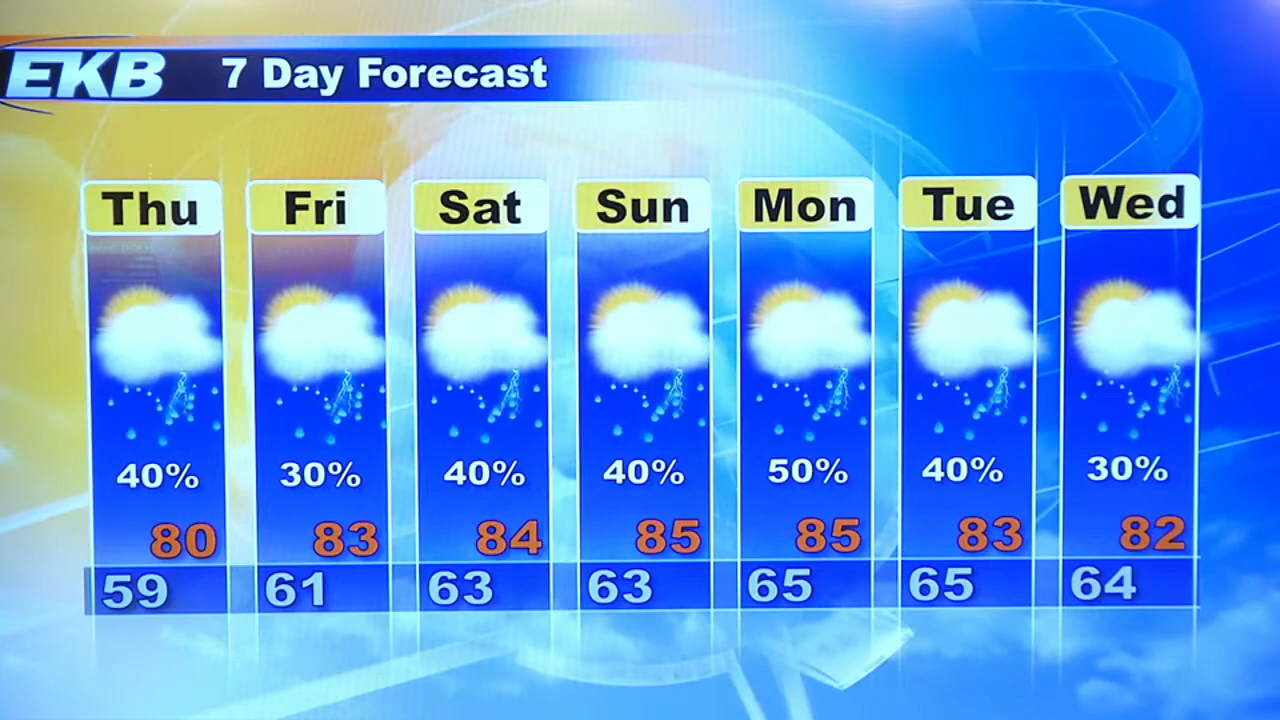 EKB 7 Day Forecast
Thu Fri Sat Sun Mon Tue Wed
40% 30% 40% 40% 50% 40% 30%
80 83 84 85 85 83 82
59 61 63 63 65 65 64